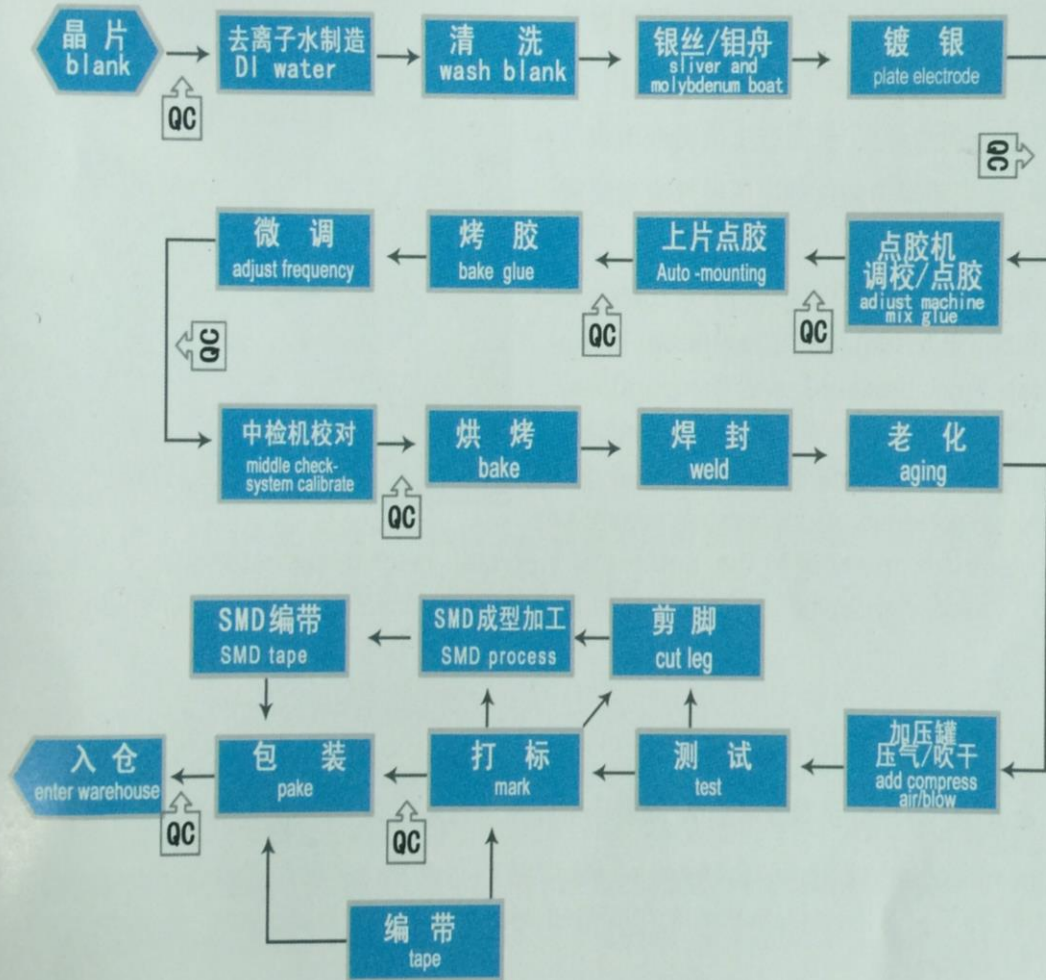 晶 片
blank
QC
去离子水制造
DI water
清 洗
wash blank
银丝/钼舟
sliver and
molybdenum boat
镀 银
plate electrode
QC
点胶机
调校/点胶
adjust machine
mix glue
QC
上片点胶
Auto -mounting
QC
烤 胶
bake glue
微 调
adjust frequency
QC
中检机校对
middle check-
system calibrate
QC
烘 烤
bake
焊 封
weld
老 化
aging
加压罐
压气/吹干
add compress
air/blow
测 试
test
剪 脚
cut leg
SMD成型加工
SMD process
SMD编带
SMD tape
打 标
mark
QC
包 装
pake
QC
入 仓
enter warehouse
编 带
tape